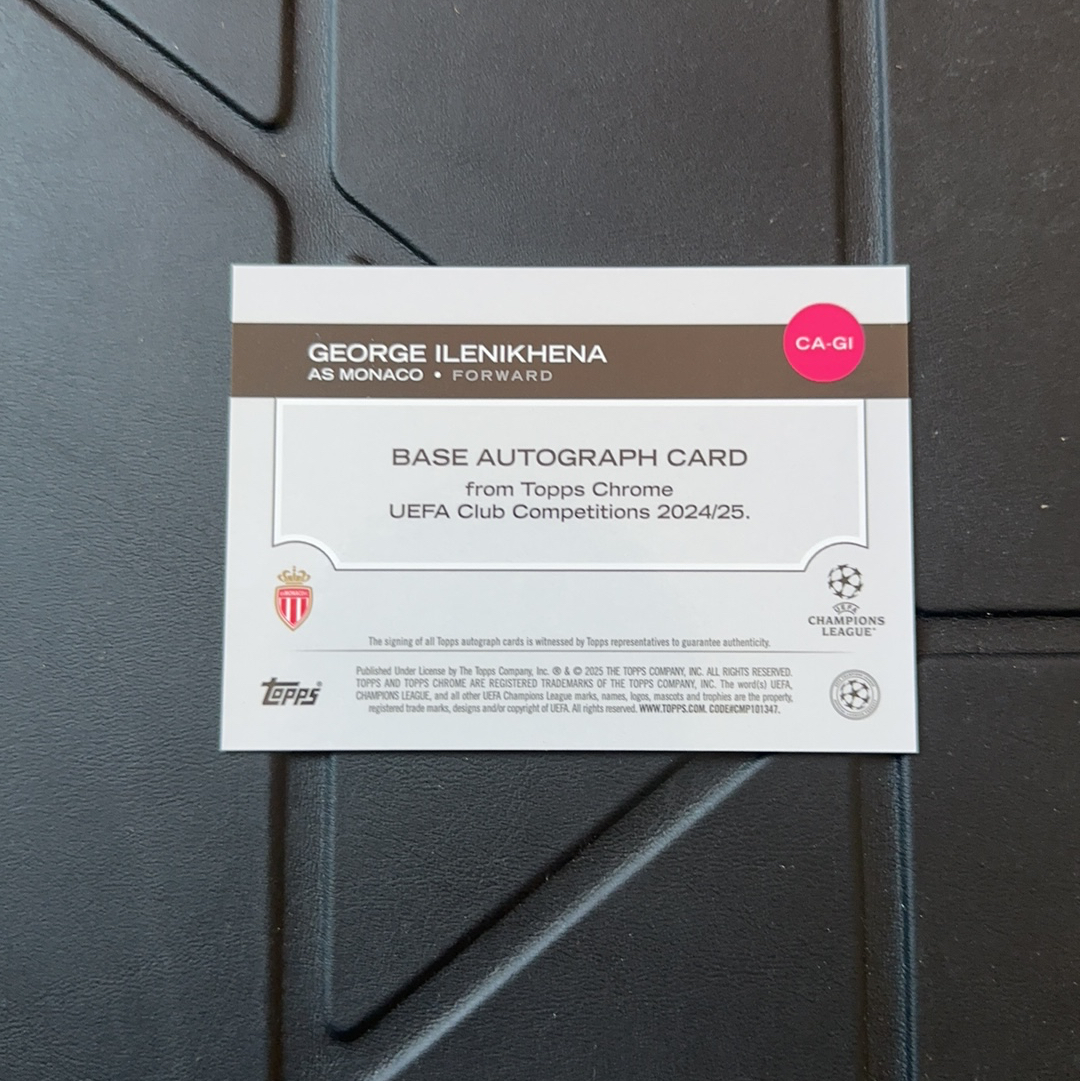 GEORGE ILENIKHENA
AS MONACO • FORWARD
CA-GI
BASE AUTOGRAPH CARD
from Topps Chrome
UEFA Club Competitions 2024/25.
UEFA
CHAMPIONS
LEAGUE™
The signing of all Topps autograph cards is witnessed by Topps representatives to guarantee authenticity.
Topps®
Published Under License by The Topps Company, Inc. ® & © 2025 THE TOPPS COMPANY, INC. ALL RIGHTS RESERVED.
TOPPS AND TOPPS CHROME ARE REGISTERED TRADEMARKS OF THE TOPPS COMPANY, INC. The word(s) UEFA,
CHAMPIONS LEAGUE, and all other UEFA Champions League marks, names, logos, mascots and trophies are the property,
registered trade marks, designs and/or copyright of UEFA. All rights reserved. WWW.TOPPS.COM. CODE#CMP101347.